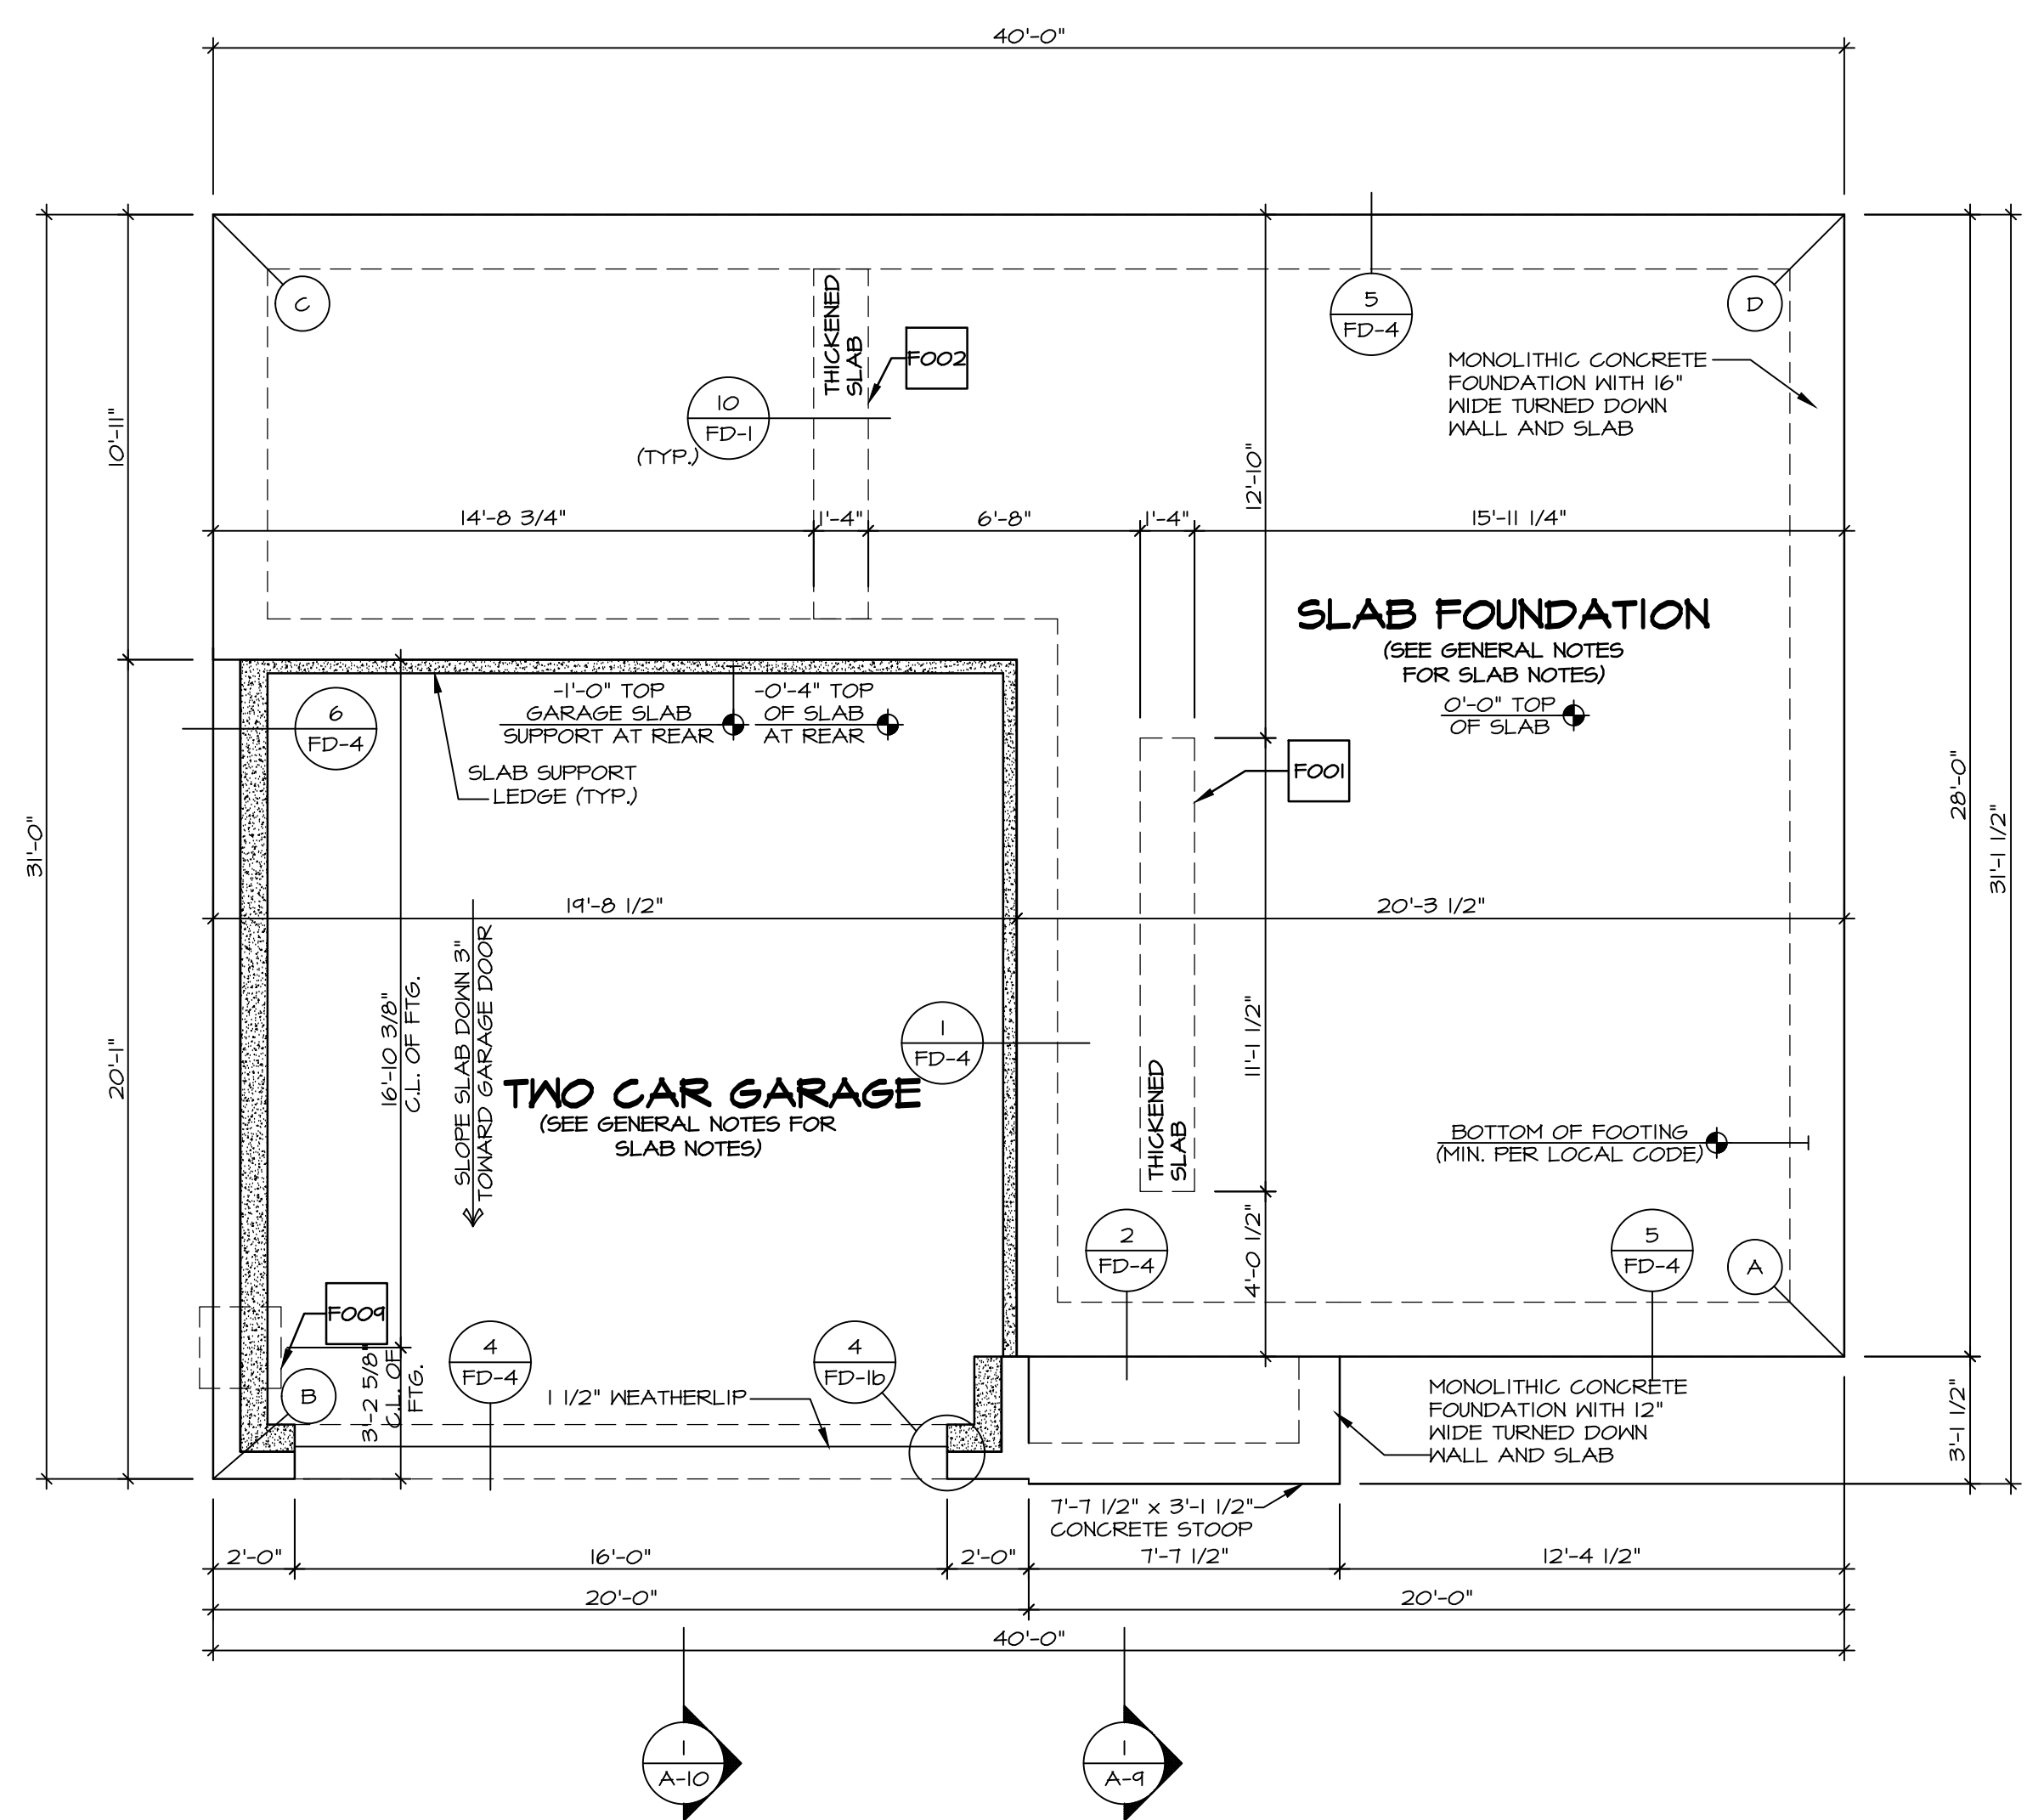 40'-0"
C
THICKENED
SLAB
F002
10
FD-1
(TYP.)
5
FD-4
D
MONOLITHIC CONCRETE
FOUNDATION WITH 16"
WIDE TURNED DOWN
WALL AND SLAB
10'-11"
12'-10"
14'-8 3/4"
1'-4"
6'-8"
1'-4"
15'-11 1/4"
SLAB FOUNDATION
(SEE GENERAL NOTES
FOR SLAB NOTES)
0'-0" TOP
OF SLAB
6
FD-4
-1'-0" TOP
GARAGE SLAB
SUPPORT AT REAR
-0'-4" TOP
OF SLAB
AT REAR
SLAB SUPPORT
LEDGE (TYP.)
F001
31'-0"
28'-0"
31'-1 1/2"
19'-8 1/2"
20'-3 1/2"
20'-1"
16'-10 3/8"
C.L. OF FTG.
SLOPE SLAB DOWN 3"
TOWARD GARAGE DOOR
1
FD-4
11'-1 1/2"
TWO CAR GARAGE
(SEE GENERAL NOTES FOR
SLAB NOTES)
THICKENED
SLAB
BOTTOM OF FOOTING
(MIN. PER LOCAL CODE)
2
FD-4
4'-0 1/2"
5
FD-4
A
F009
B
3'-2 5/8"
C.L. OF
FTG.
4
FD-4
4
FD-1b
1 1/2" WEATHERLIP
MONOLITHIC CONCRETE
FOUNDATION WITH 12"
WIDE TURNED DOWN
WALL AND SLAB
3'-1 1/2"
7'-7 1/2" x 3'-1 1/2"
CONCRETE STOOP
2'-0"
16'-0"
2'-0"
7'-7 1/2"
12'-4 1/2"
20'-0"
20'-0"
40'-0"
1
A-10
1
A-9